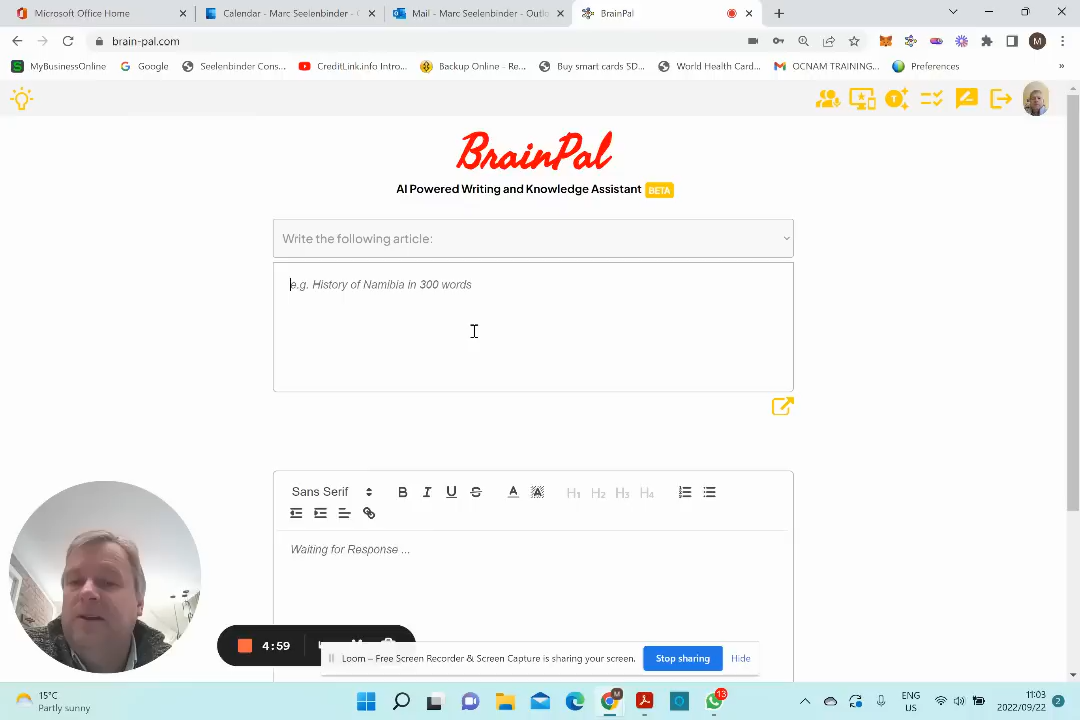 Microsoft Office Home
Calendar - Marc Seelenbinder -
Mail - Marc Seelenbinder - Outlo
BrainPal
brain-pal.com
M
MyBusinessOnline
Google
Seelenbinder Cons...
CreditLink.info Intro...
Backup Online - Re...
Buy smart cards SD...
World Health Card...
OCNAM TRAINING...
Preferences
»
T
BrainPal
AI Powered Writing and Knowledge Assistant BETA
Write the following article:
e.g. History of Namibia in 300 words
Sans Serif
B I U S A A H1 H2 H3 H4
Waiting for Response ...
4:59
Loom – Free Screen Recorder & Screen Capture is sharing your screen.
Stop sharing
Hide
15°C
Partly sunny
M
13
ENG
US
11:03
2022/09/22
2